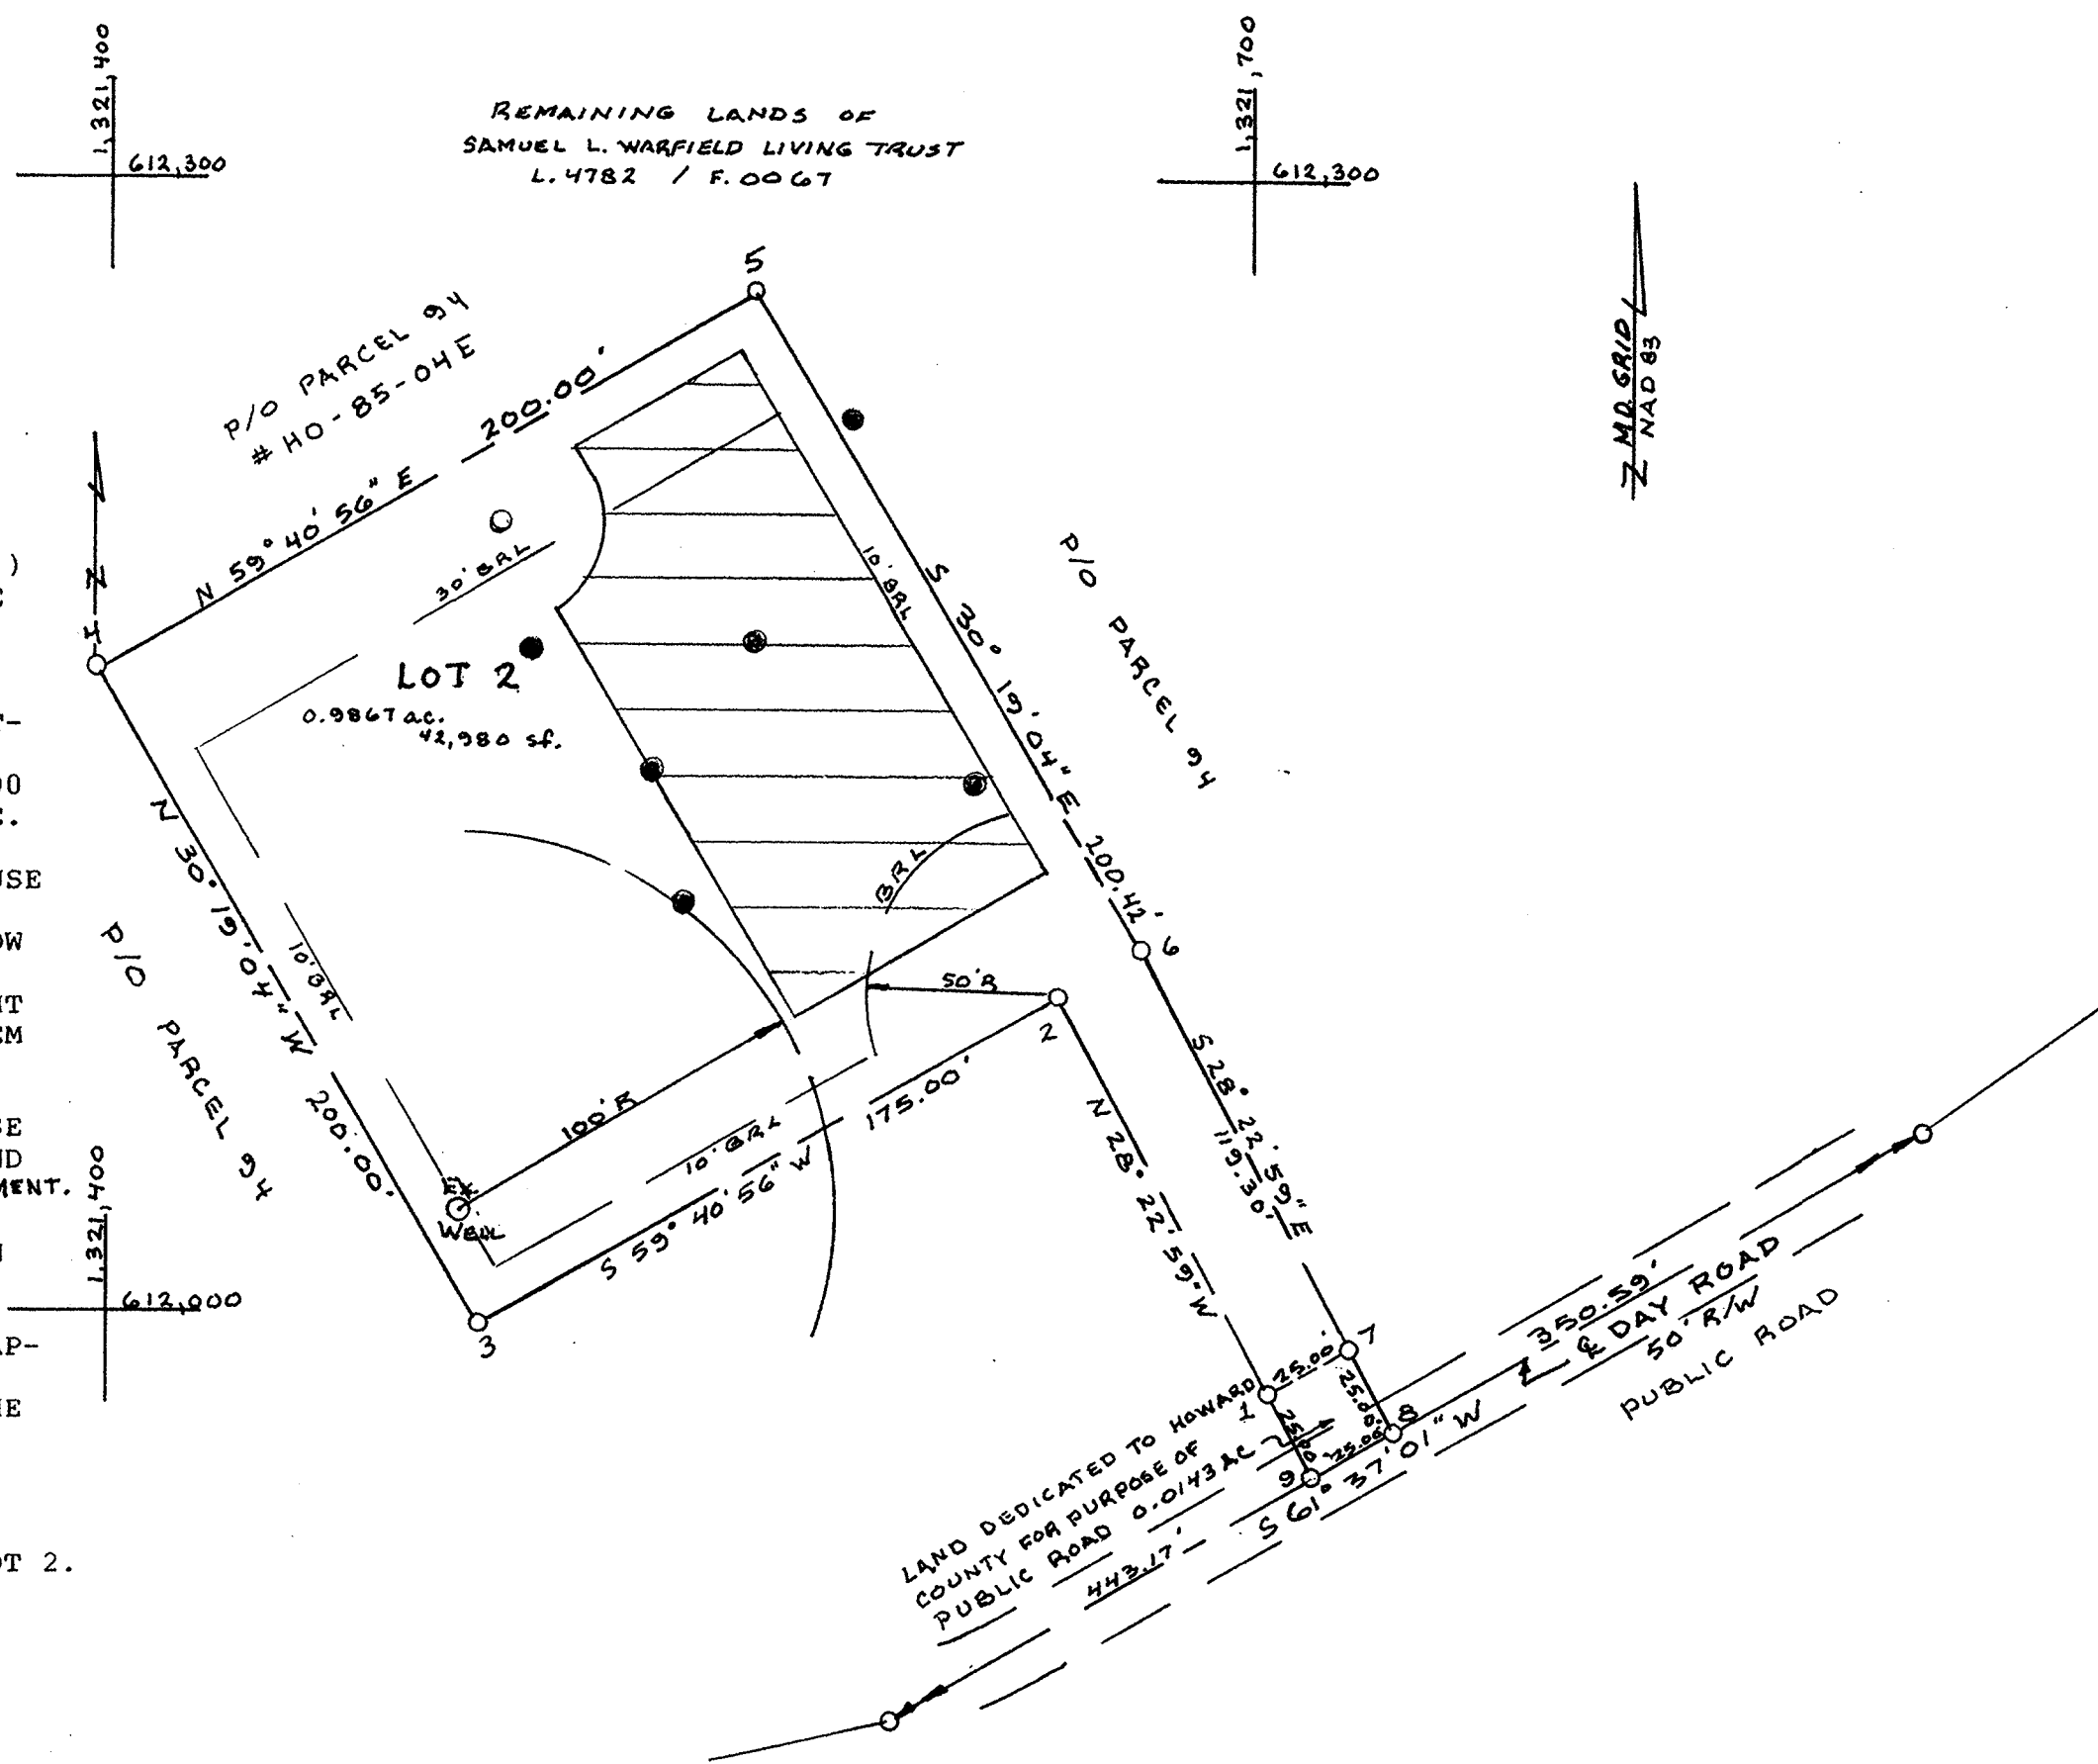 1,321,400
612,300
REMAINING LANDS OF
SAMUEL L. WARFIELD LIVING TRUST
L. 4782 / F. 0067
1,321,700
612,300
MD. GRID
NAD 83
N
5
P/O PARCEL 94
# HO-85-04E
N 59° 40' 56" E 200.00'
4
N
30' BRL
10' BRL
LOT 2
0.9867 ac.
42,980 sf.
S 30° 19' 04" E 200.42'
P/O PARCEL 94
N 30° 19' 04" W 200.00'
10' BRL
P/O PARCEL 94
BRL
6
50'R
2
100'R
10' BRL
S 59° 40' 56" W 175.00'
EX.
WELL
3
1,321,400
612,000
S 28° 22' 59" E
119.30'
N 28° 22' 59" W
7
25.00'
1
25.00
25.00
8
25.00
9
350.59'
℄ DAY ROAD
50' R/W
PUBLIC ROAD
S 61° 37' 01" W
443.17'
LAND DEDICATED TO HOWARD
COUNTY FOR PURPOSE OF
PUBLIC ROAD 0.0143 AC
)
T-
USE
OW
HT
EM
SE
ND
MENT.
AP-
HE
OT 2.